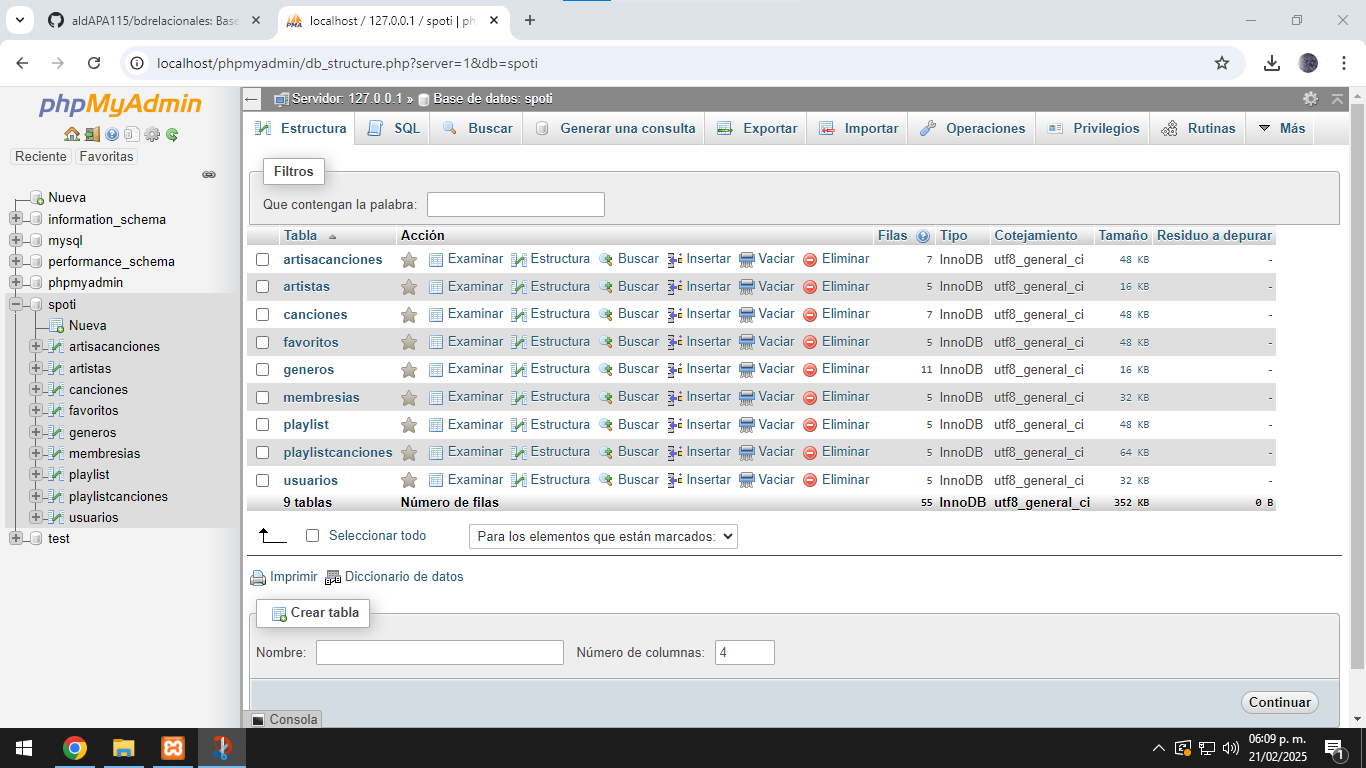 aldAPA115/bdrelacionales: Base
localhost / 127.0.0.1 / spoti | ph
localhost/phpmyadmin/db_structure.php?server=1&db=spoti
phpMyAdmin
Reciente Favoritas
Nueva
information_schema
mysql
performance_schema
phpmyadmin
spoti
Nueva
artisacanciones
artistas
canciones
favoritos
generos
membresias
playlist
playlistcanciones
usuarios
test
Servidor: 127.0.0.1 » Base de datos: spoti
Estructura SQL Buscar Generar una consulta Exportar Importar Operaciones Privilegios Rutinas Más
Filtros
Que contengan la palabra:
Tabla Acción Filas Tipo Cotejamiento Tamaño Residuo a depurar
artisacanciones Examinar Estructura Buscar Insertar Vaciar Eliminar 7 InnoDB utf8_general_ci 48 KB -
artistas Examinar Estructura Buscar Insertar Vaciar Eliminar 5 InnoDB utf8_general_ci 16 KB -
canciones Examinar Estructura Buscar Insertar Vaciar Eliminar 7 InnoDB utf8_general_ci 48 KB -
favoritos Examinar Estructura Buscar Insertar Vaciar Eliminar 5 InnoDB utf8_general_ci 48 KB -
generos Examinar Estructura Buscar Insertar Vaciar Eliminar 11 InnoDB utf8_general_ci 16 KB -
membresias Examinar Estructura Buscar Insertar Vaciar Eliminar 5 InnoDB utf8_general_ci 32 KB -
playlist Examinar Estructura Buscar Insertar Vaciar Eliminar 5 InnoDB utf8_general_ci 48 KB -
playlistcanciones Examinar Estructura Buscar Insertar Vaciar Eliminar 5 InnoDB utf8_general_ci 64 KB -
usuarios Examinar Estructura Buscar Insertar Vaciar Eliminar 5 InnoDB utf8_general_ci 32 KB -
9 tablas Número de filas 55 InnoDB utf8_general_ci 352 KB 0 B
Seleccionar todo Para los elementos que están marcados:
Imprimir Diccionario de datos
Crear tabla
Nombre: Número de columnas: 4
Continuar
Consola
06:09 p. m.
21/02/2025
1